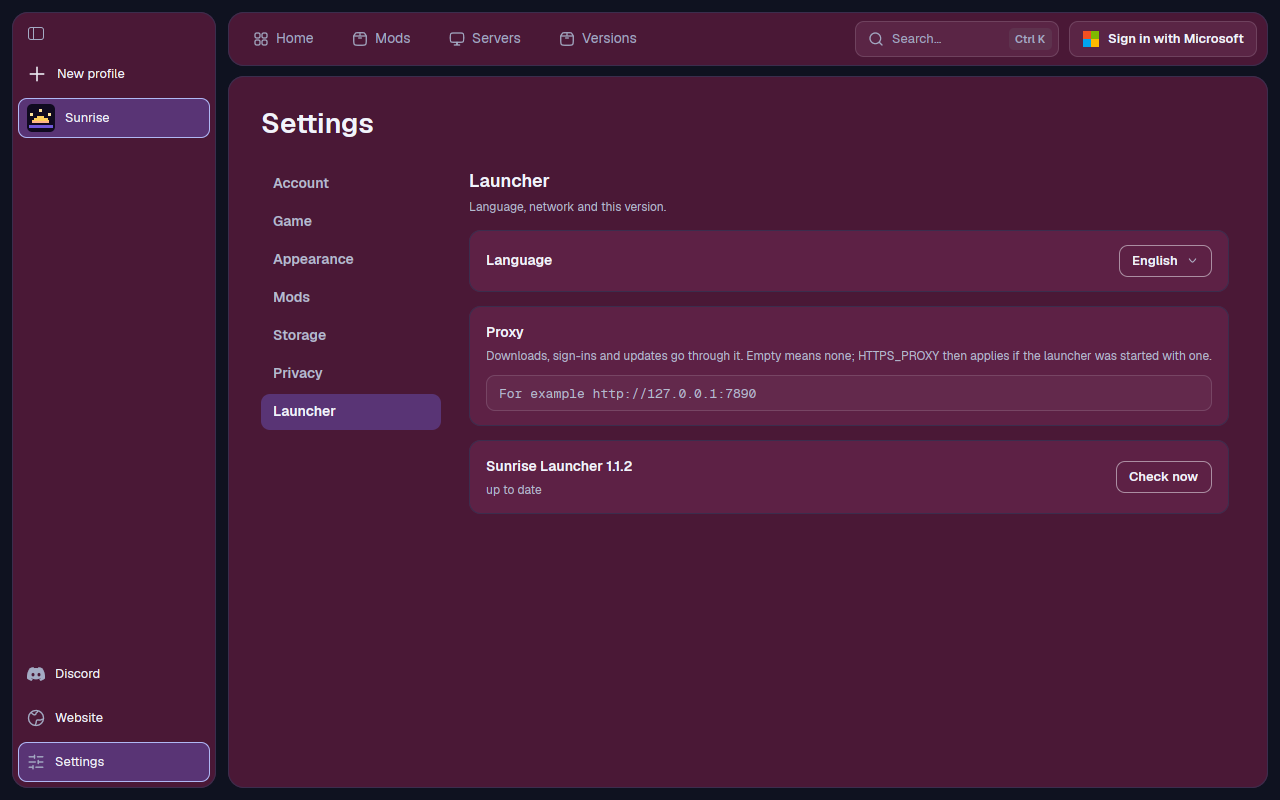 New profile
Sunrise
Discord
Website
Settings
Home
Mods
Servers
Versions
Search...
Ctrl K
Sign in with Microsoft
Settings
Account
Game
Appearance
Mods
Storage
Privacy
Launcher
Launcher
Language, network and this version.
Language
English
Proxy
Downloads, sign-ins and updates go through it. Empty means none; HTTPS_PROXY then applies if the launcher was started with one.
For example http://127.0.0.1:7890
Sunrise Launcher 1.1.2
up to date
Check now